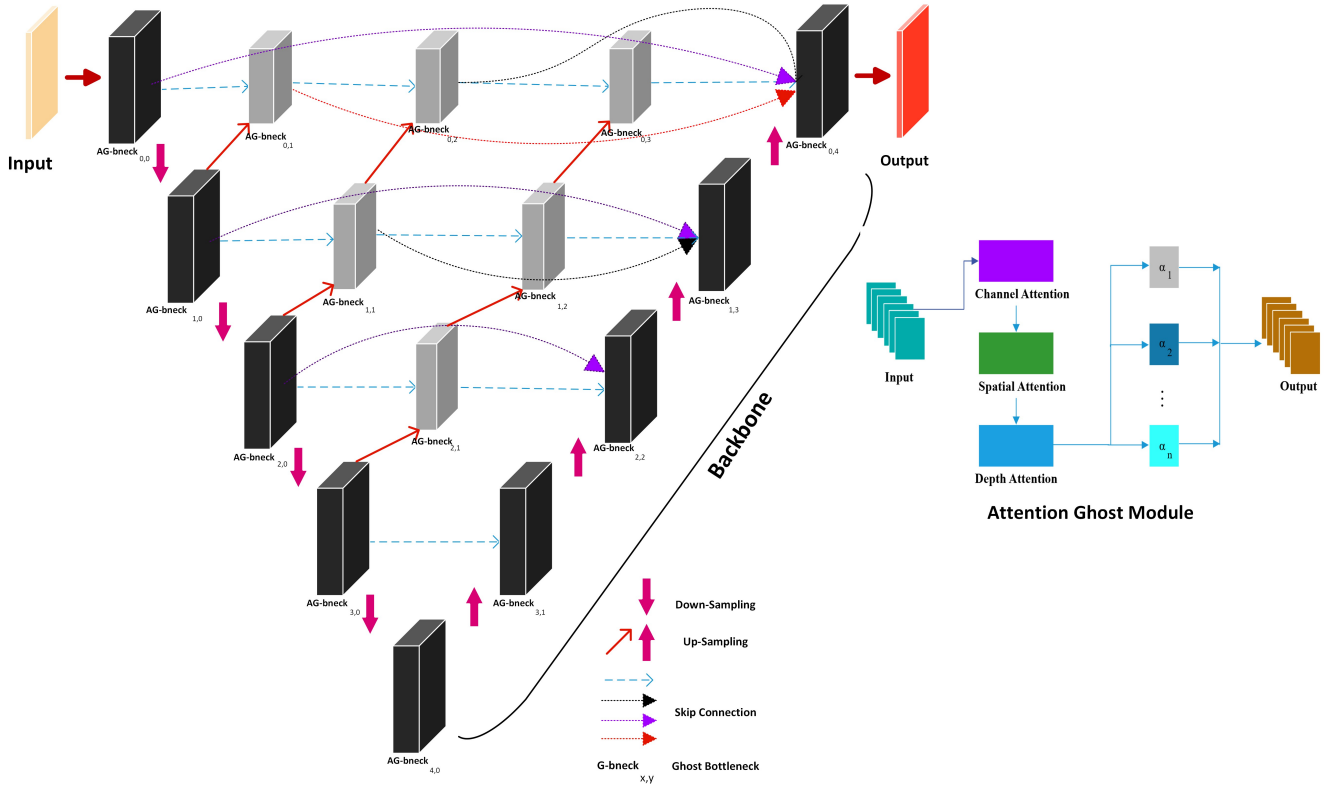 Input
AG-bneck 0,0
AG-bneck 0,1
AG-bneck 0,2
AG-bneck 0,3
AG-bneck 0,4
Output
AG-bneck 1,0
AG-bneck 1,1
AG-bneck 1,2
AG-bneck 1,3
AG-bneck 2,0
AG-bneck 2,1
AG-bneck 2,2
AG-bneck 3,0
AG-bneck 3,1
AG-bneck 4,0
Backbone
Down-Sampling
Up-Sampling
Skip Connection
G-bneck x,y Ghost Bottleneck
Input
Channel Attention
Spatial Attention
Depth Attention
α 1
α 2
⋮
α n
Output
Attention Ghost Module